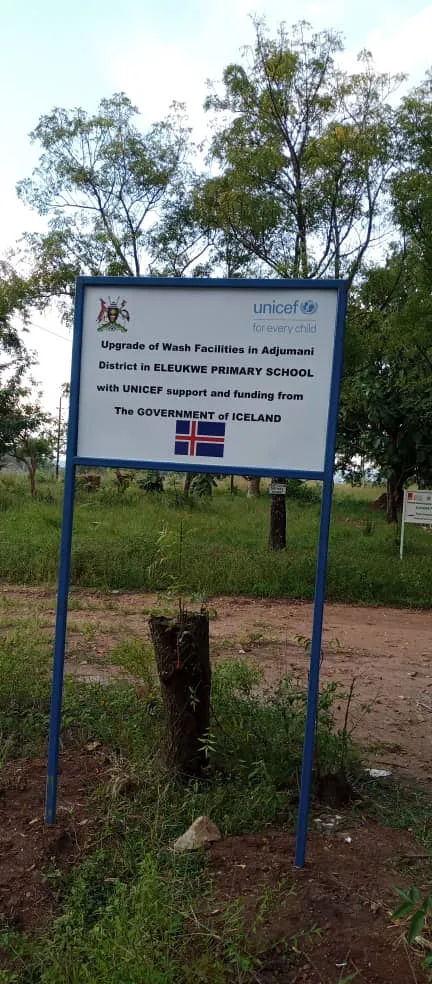 unicef
for every child
Upgrade of Wash Facilities in Adjumani
District in ELEUKWE PRIMARY SCHOOL
with UNICEF support and funding from
The GOVERNMENT of ICELAND